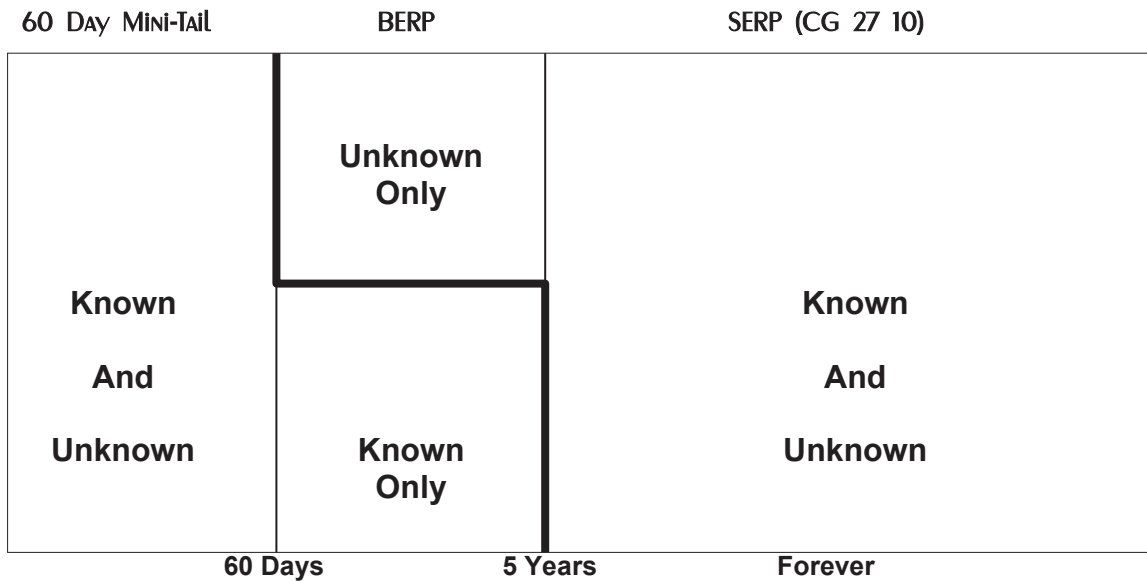 60 Day Mini-Tail
BERP
SERP (CG 27 10)
Unknown
Only
Known
And
Unknown
Known
Only
Known
And
Unknown
60 Days
5 Years
Forever